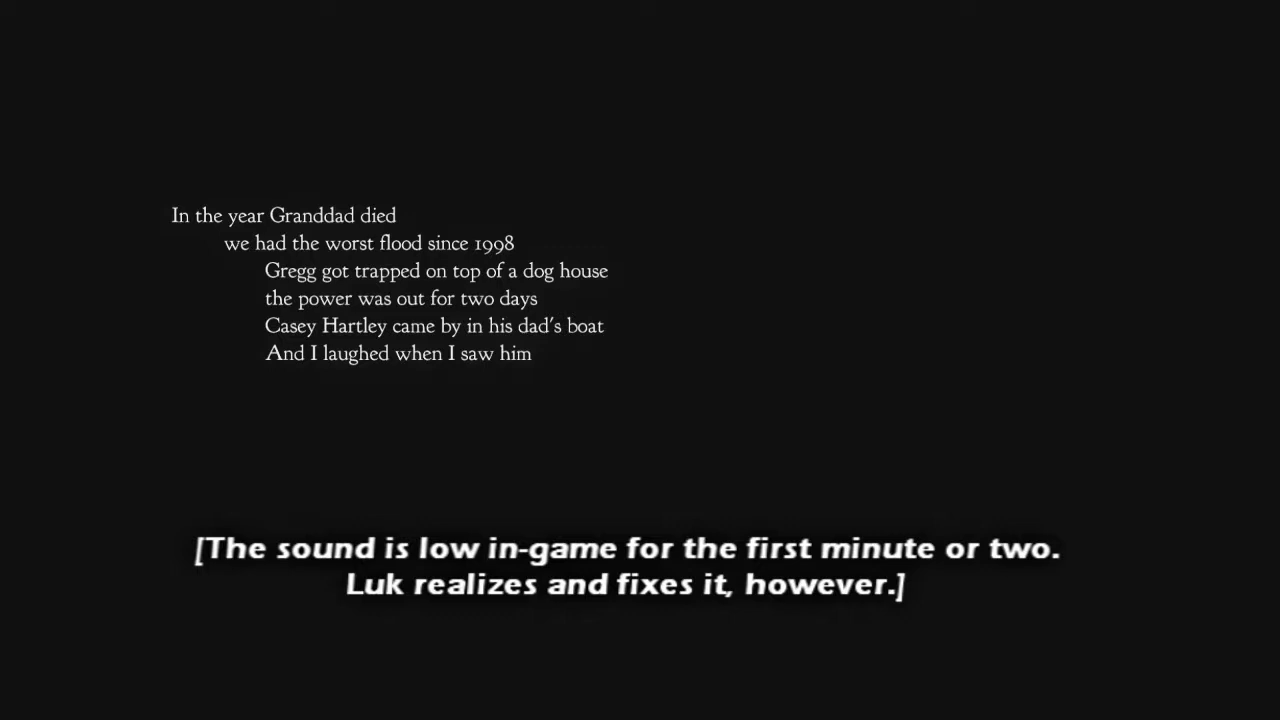 In the year Granddad died
we had the worst flood since 1998
Gregg got trapped on top of a dog house
the power was out for two days
Casey Hartley came by in his dad's boat
And I laughed when I saw him
[The sound is low in-game for the first minute or two.
Luk realizes and fixes it, however.]